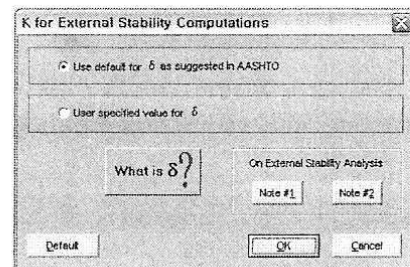 K for External Stability Computations
Use default for δ as suggested in AASHTO
User specified value for δ
What is δ?
On External Stability Analysis
Note #1
Note #2
Default
OK
Cancel